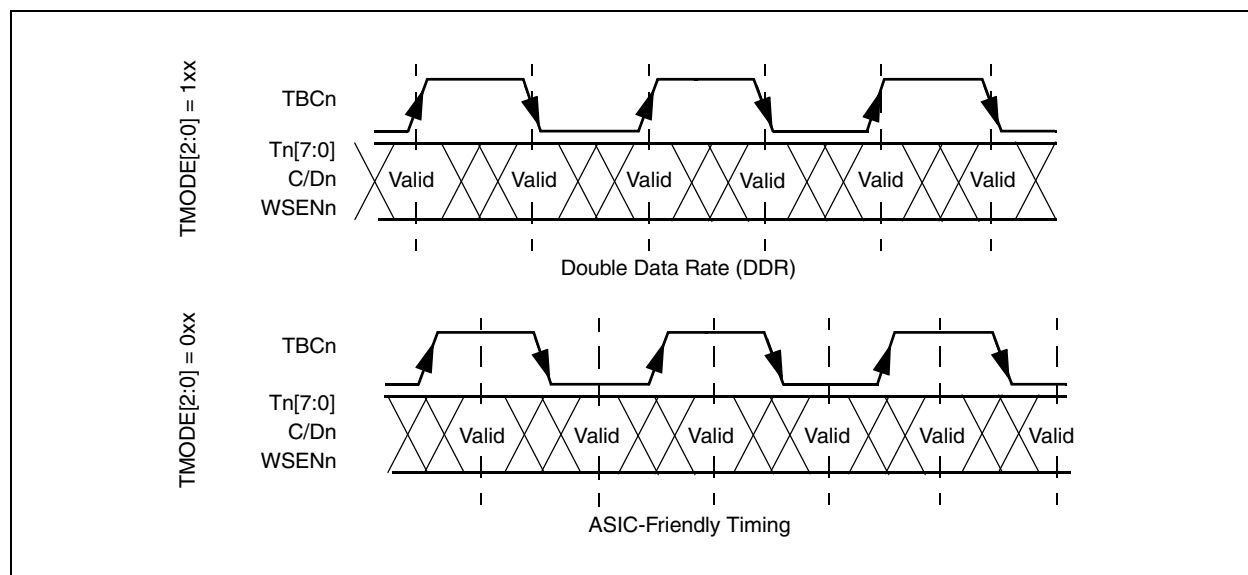 TMODE[2:0] = 1xx
TBCn
Tn[7:0]
C/Dn
WSENn
Valid Valid Valid Valid Valid Valid
Double Data Rate (DDR)
TMODE[2:0] = 0xx
TBCn
Tn[7:0]
C/Dn
WSENn
Valid Valid Valid Valid Valid Valid
ASIC-Friendly Timing